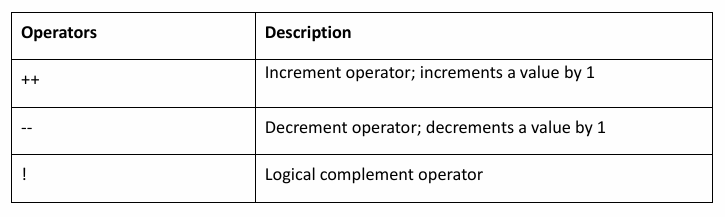 Operators Description
++ Increment operator; increments a value by 1
-- Decrement operator; decrements a value by 1
! Logical complement operator